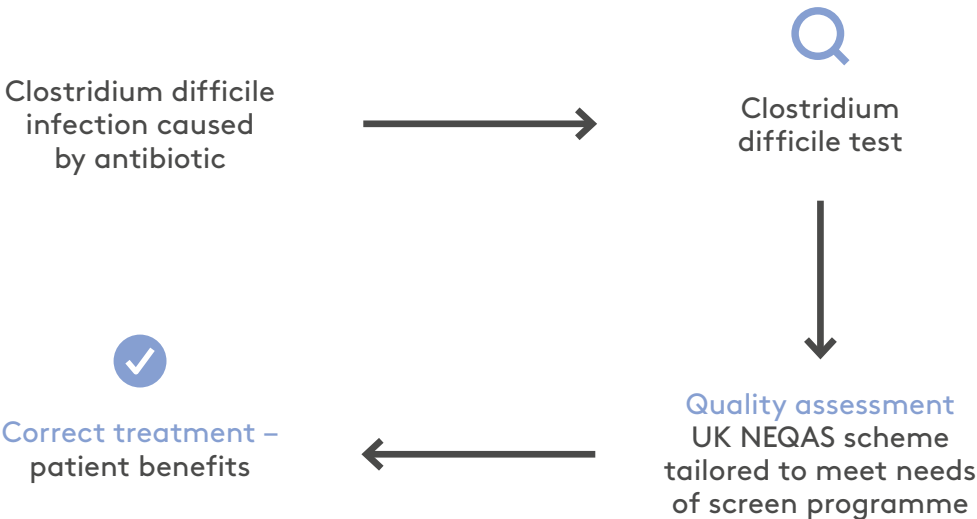 Clostridium difficile
infection caused
by antibiotic
Clostridium
difficile test
Quality assessment
UK NEQAS scheme
tailored to meet needs
of screen programme
Correct treatment –
patient benefits